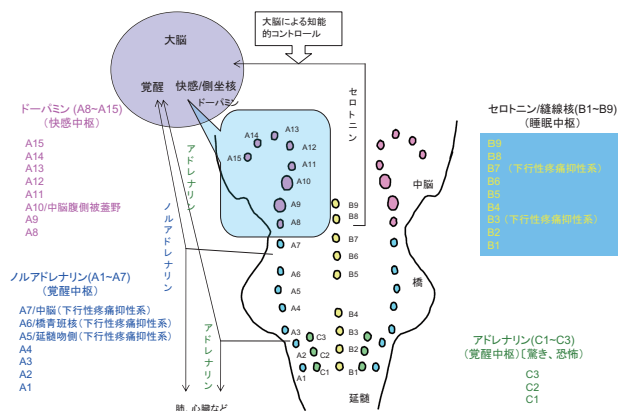 大脳による知能
的コントロール
大脳
覚醒
快感/側坐核
ドーパミン
セロトニン
ドーパミン (A8~A15)
(快感中枢)
A15
A14
A13
A12
A11
A10/中脳腹側被蓋野
A9
A8
ノルアドレナリン(A1~A7)
(覚醒中枢)
A7/中脳(下行性疼痛抑性系)
A6/橋青班核(下行性疼痛抑性系)
A5/延髄吻側(下行性疼痛抑性系)
A4
A3
A2
A1
アドレナリン
ノルアドレナリン
アドレナリン
肺、心臓など
A13
A14
A12
A15
A11
A10
A9
A8
A7
A6
A5
A4
A3
A2
A1
C3
C2
C1
B9
B8
B7
B6
B5
B4
B3
B2
B1
中脳
橋
延髄
セロトニン/縫線核(B1~B9)
(睡眠中枢)
B9
B8
B7 (下行性疼痛抑性系)
B6
B5
B4
B3 (下行性疼痛抑性系)
B2
B1
アドレナリン(C1~C3)
(覚醒中枢)〔驚き、恐怖〕
C3
C2
C1